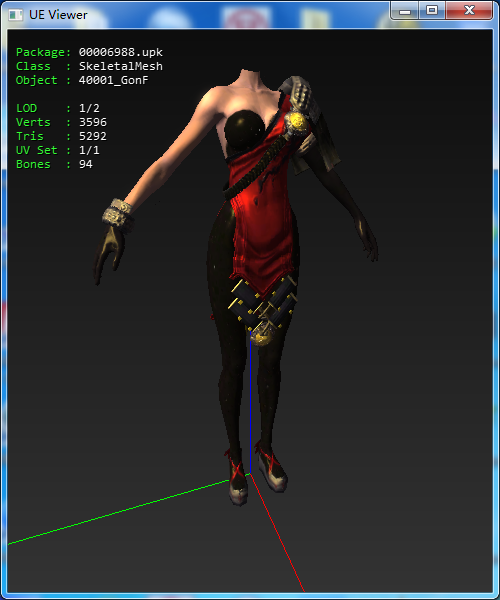 UE Viewer
Package: 00006988.upk
Class : SkeletalMesh
Object : 40001_GonF
LOD : 1/2
Verts : 3596
Tris : 5292
UV Set : 1/1
Bones : 94